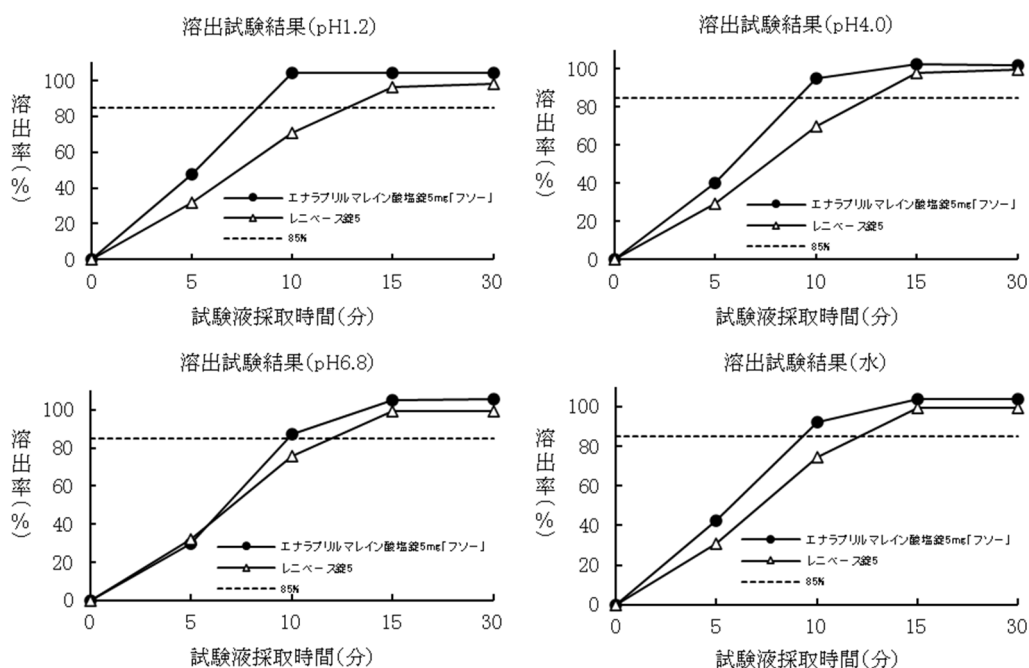 溶出試験結果(pH1.2)
溶出率(%)
100
80
60
40
20
0
エナラプリルマレイン酸塩錠5mg「フソー」
レニベース錠5
85%
0 5 10 15 30
試験液採取時間(分)
溶出試験結果(pH4.0)
溶出率(%)
100
80
60
40
20
0
エナラプリルマレイン酸塩錠5mg「フソー」
レニベース錠5
85%
0 5 10 15 30
試験液採取時間(分)
溶出試験結果(pH6.8)
溶出率(%)
100
80
60
40
20
0
エナラプリルマレイン酸塩錠5mg「フソー」
レニベース錠5
85%
0 5 10 15 30
試験液採取時間(分)
溶出試験結果(水)
溶出率(%)
100
80
60
40
20
0
エナラプリルマレイン酸塩錠5mg「フソー」
レニベース錠5
85%
0 5 10 15 30
試験液採取時間(分)